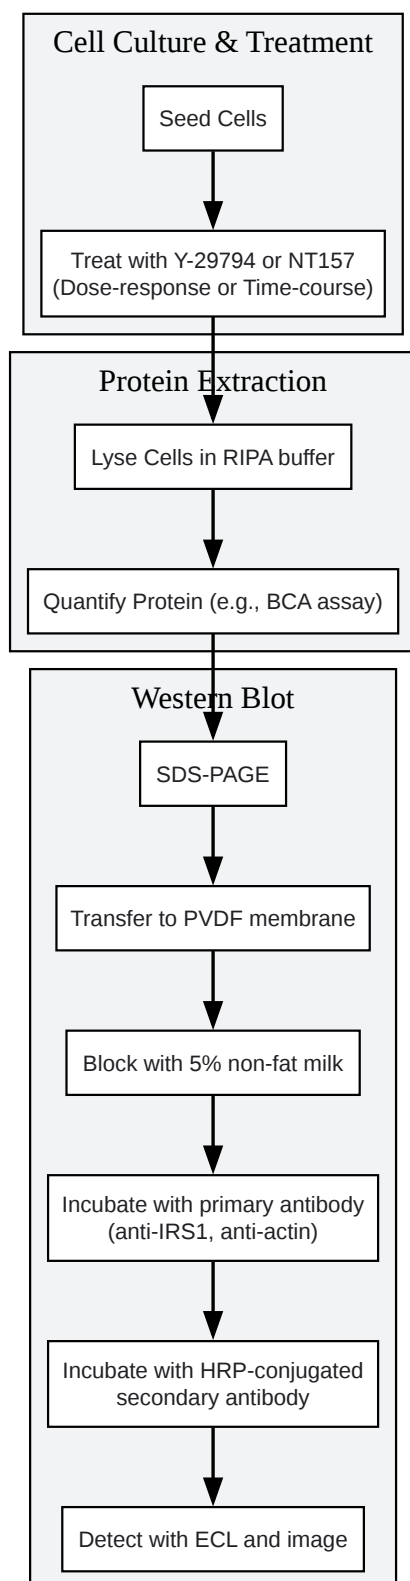 Cell Culture & Treatment
Seed Cells
Treat with Y-29794 or NT157
(Dose-response or Time-course)
Protein Extraction
Lyse Cells in RIPA buffer
Quantify Protein (e.g., BCA assay)
Western Blot
SDS-PAGE
Transfer to PVDF membrane
Block with 5% non-fat milk
Incubate with primary antibody
(anti-IRS1, anti-actin)
Incubate with HRP-conjugated
secondary antibody
Detect with ECL and image